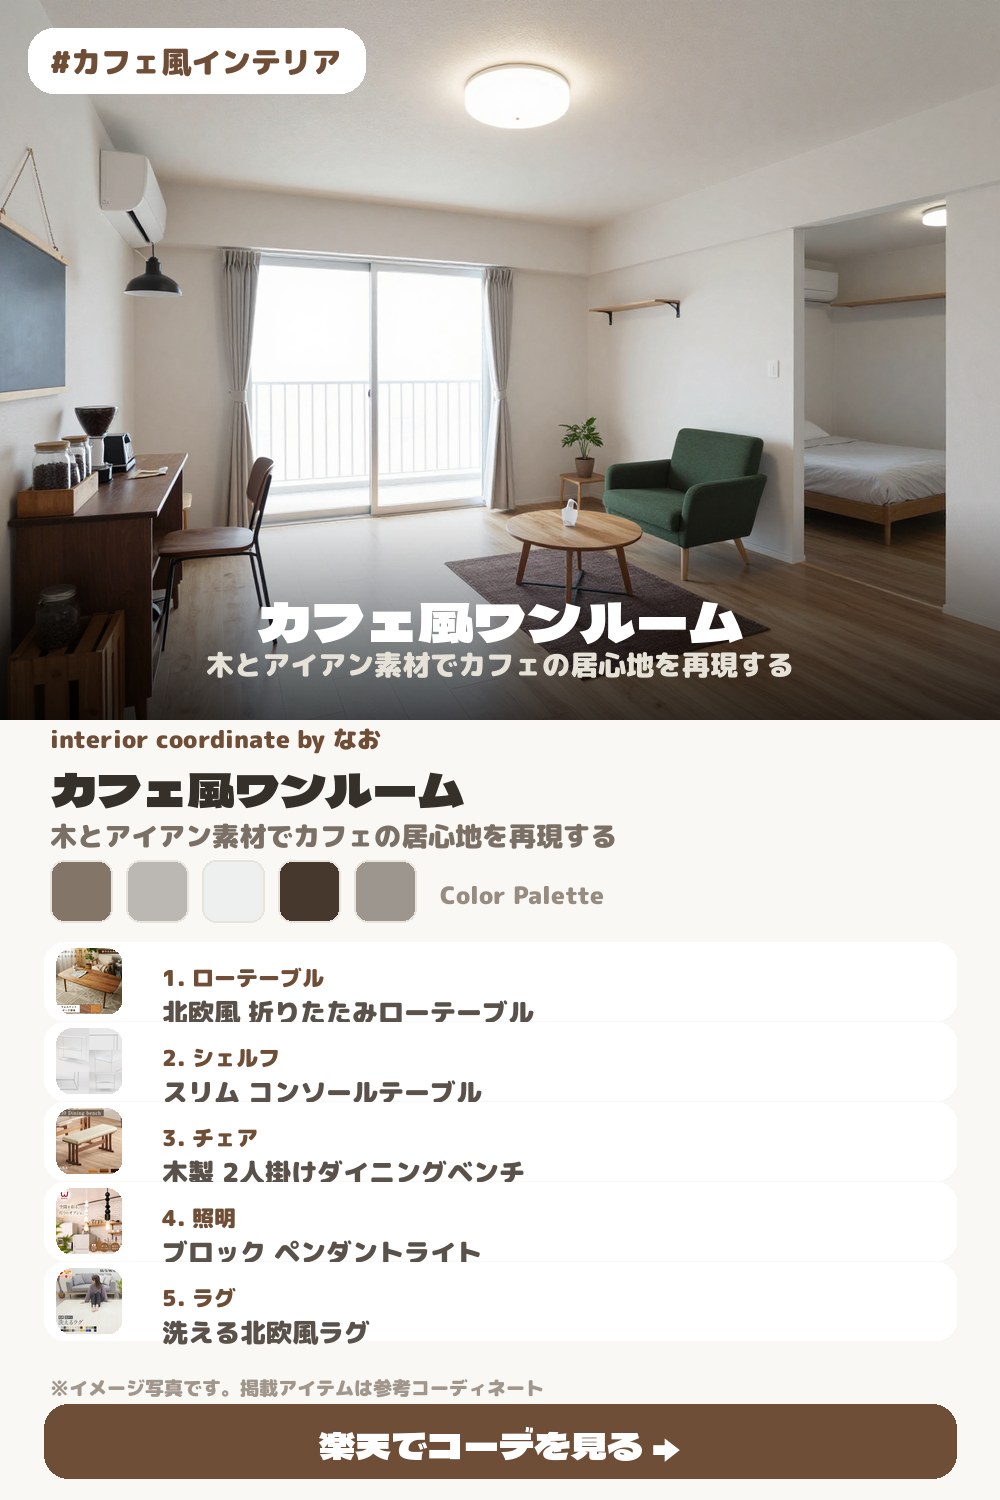 #カフェ風インテリア
カフェ風ワンルーム
木とアイアン素材でカフェの居心地を再現する
interior coordinate by なお
カフェ風ワンルーム
木とアイアン素材でカフェの居心地を再現する
Color Palette
1. ローテーブル
北欧風 折りたたみローテーブル
2. シェルフ
スリム コンソールテーブル
3. チェア
木製 2人掛けダイニングベンチ
4. 照明
ブロック ペンダントライト
5. ラグ
洗える北欧風ラグ
※イメージ写真です。掲載アイテムは参考コーディネート
楽天でコーデを見る →